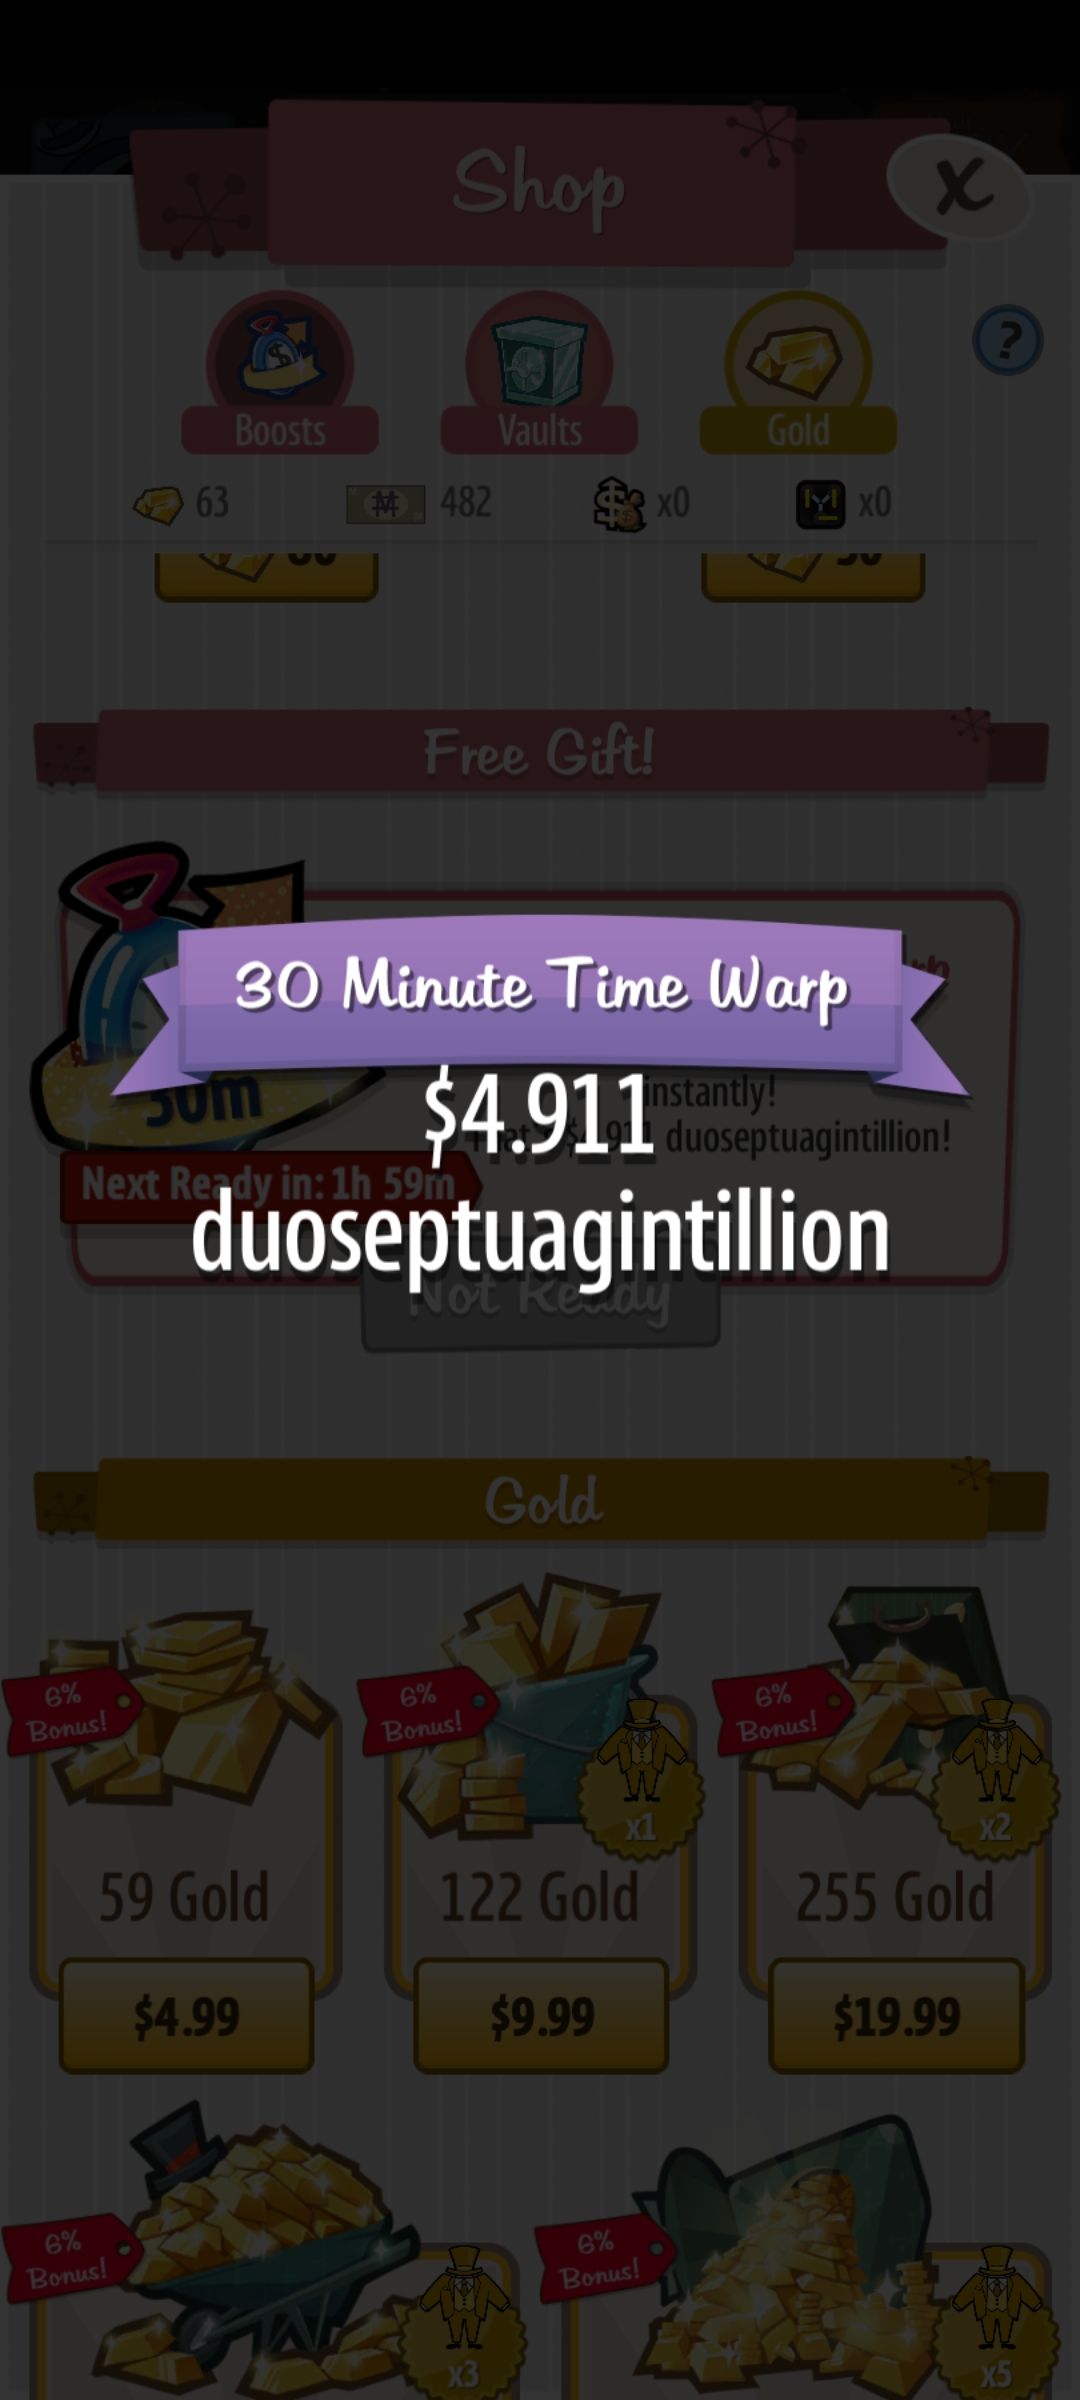 Shop
X
?
Boosts
Vaults
Gold
63
482
x0
x0
Free Gift!
30 Minute Time Warp
30m
instantly!
$4.911 duoseptuagintillion!
$4.911
duoseptuagintillion
Next Ready in: 1h 59m
Not Ready
Gold
6%
Bonus!
6%
Bonus!
x1
6%
Bonus!
x2
59 Gold
122 Gold
255 Gold
$4.99
$9.99
$19.99
6%
Bonus!
x3
6%
Bonus!
x5